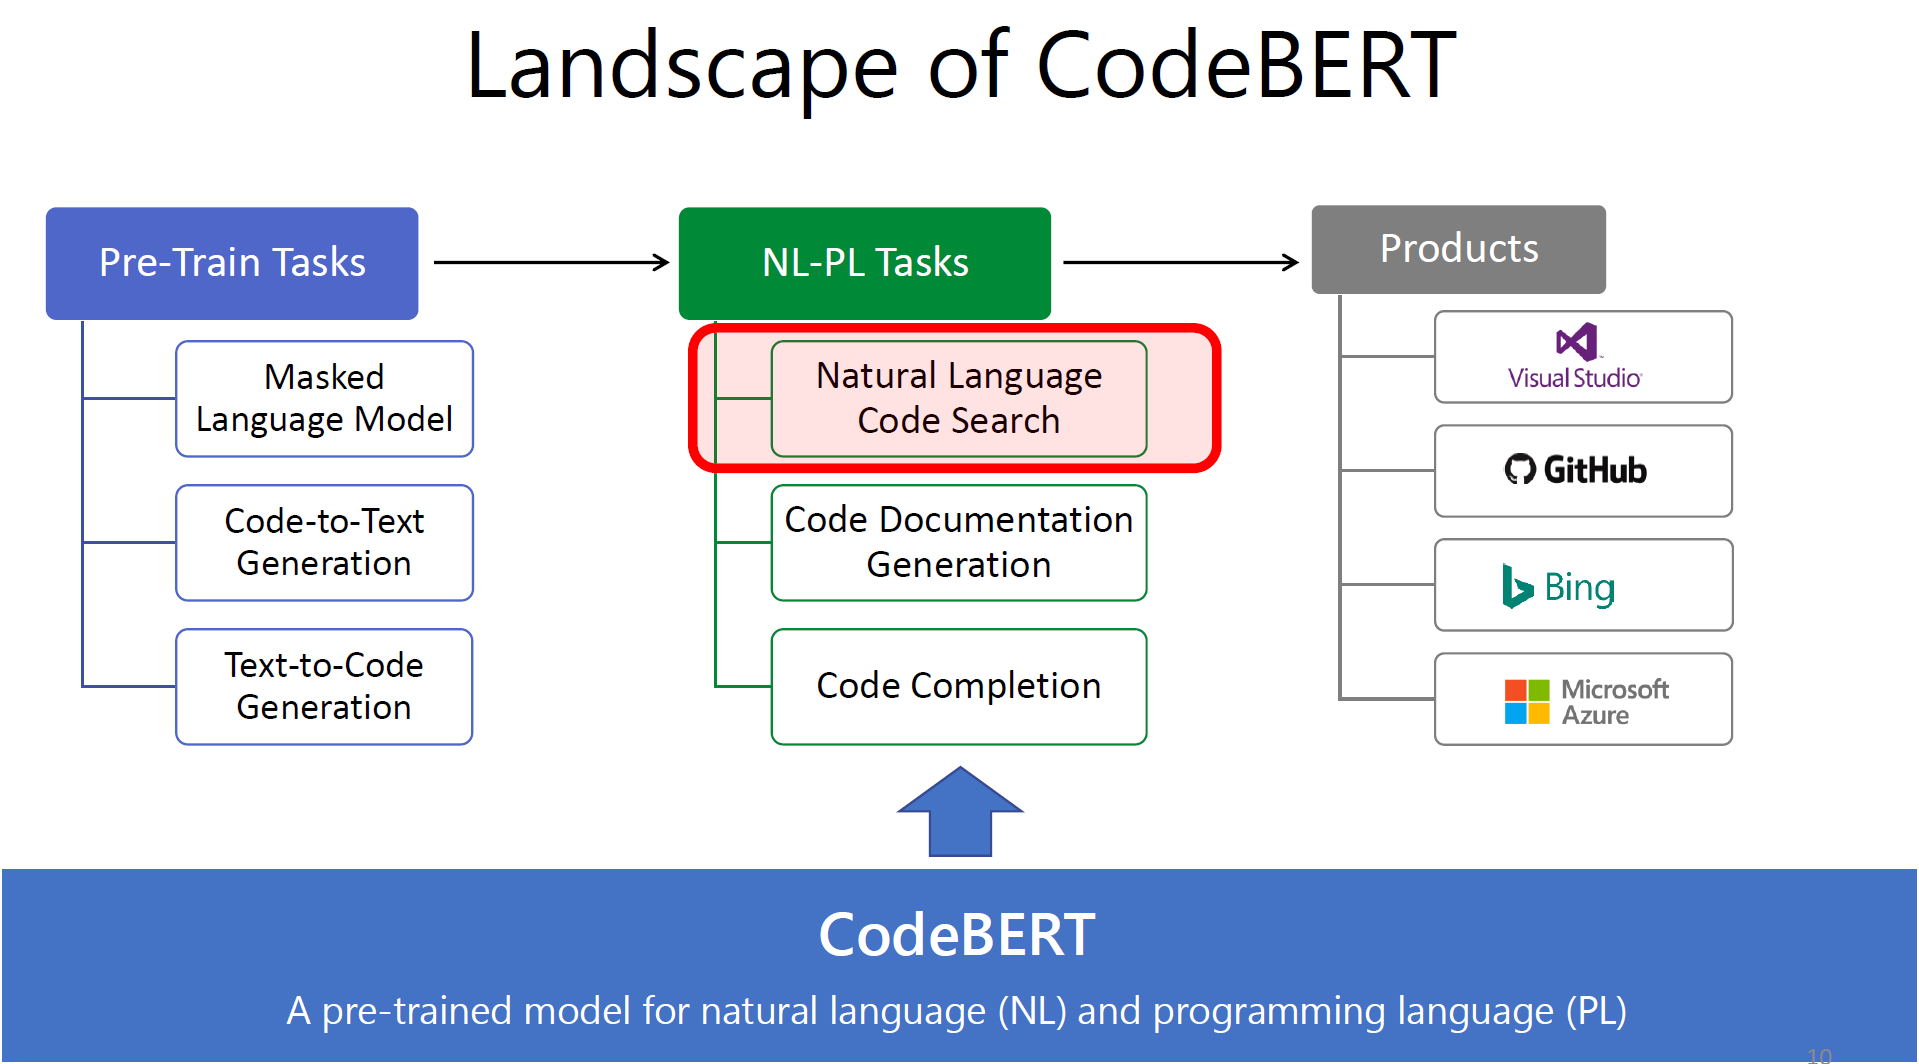 Landscape of CodeBERT
Pre-Train Tasks
Masked
Language Model
Code-to-Text
Generation
Text-to-Code
Generation
NL-PL Tasks
Natural Language
Code Search
Code Documentation
Generation
Code Completion
Products
Visual Studio
GitHub
Bing
Microsoft
Azure
CodeBERT
A pre-trained model for natural language (NL) and programming language (PL)
10